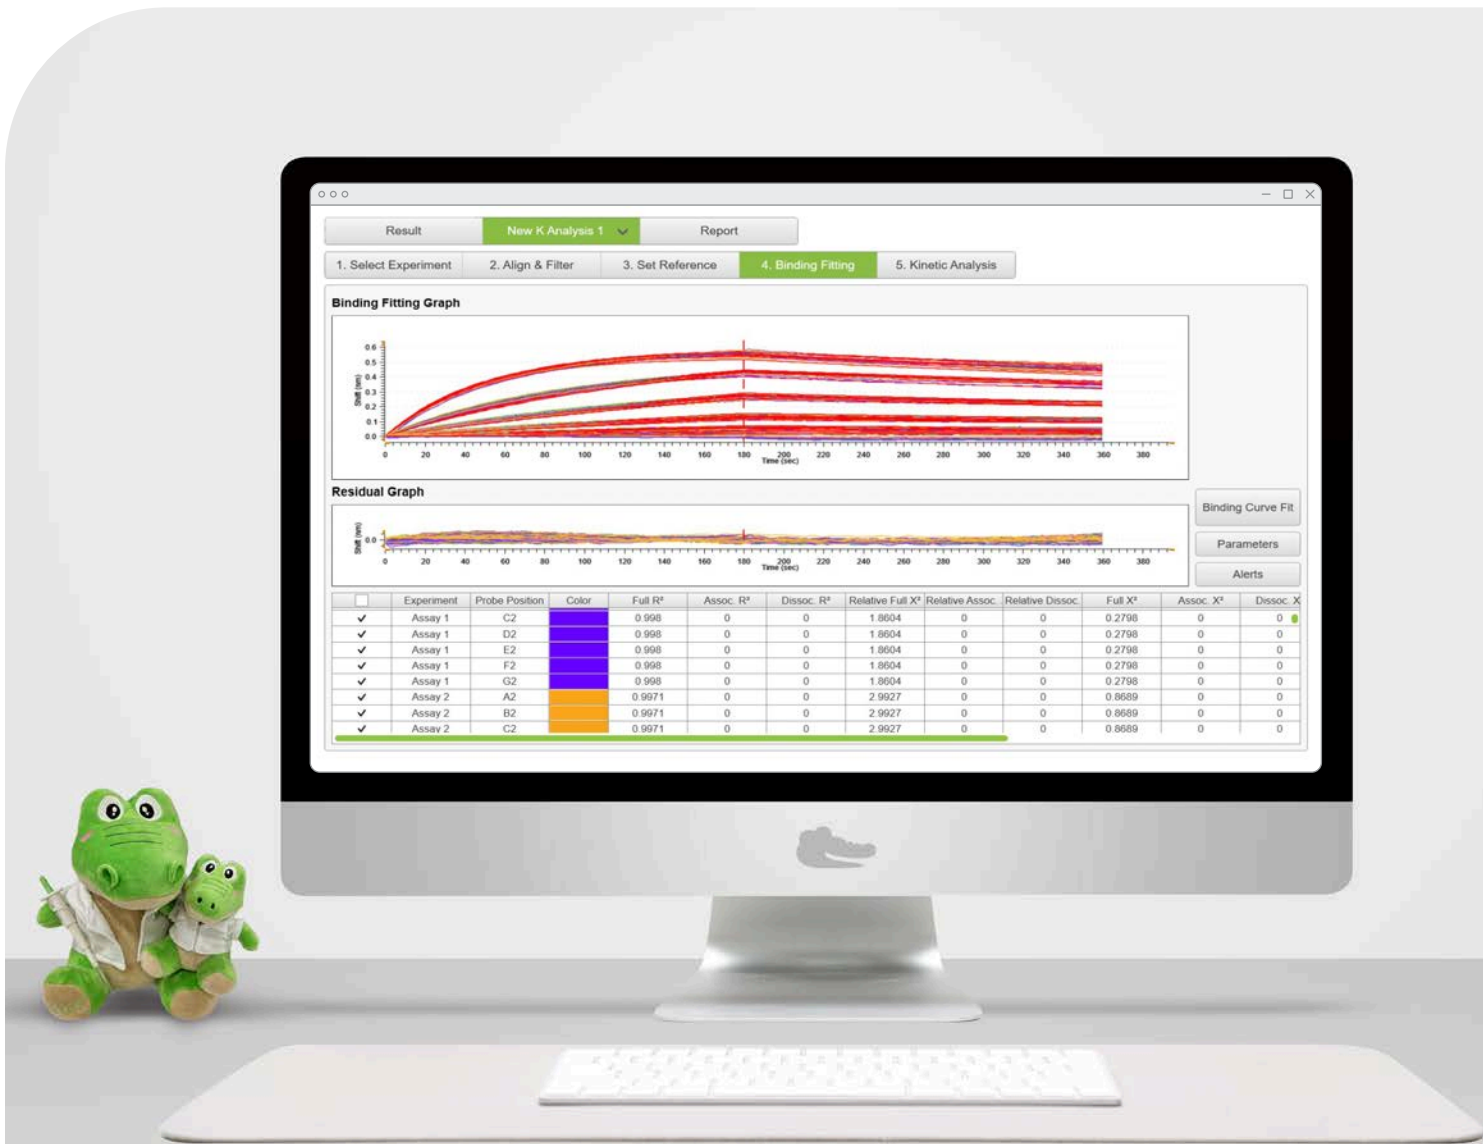 Result New K Analysis 1 Report
1. Select Experiment 2. Align & Filter 3. Set Reference 4. Binding Fitting 5. Kinetic Analysis
Binding Fitting Graph
0.6
0.5
0.4
0.3
0.2
0.1
0.0
Shift (nm)
0 20 40 60 80 100 120 140 160 180 200 220 240 260 280 300 320 340 360 380
Time (sec)
Residual Graph
Shift (nm)
0.0
0 20 40 60 80 100 120 140 160 180 200 220 240 260 280 300 320 340 360 380
Time (sec)
Binding Curve Fit
Parameters
Alerts
Experiment Probe Position Color Full R² Assoc. R² Dissoc. R² Relative Full X² Relative Assoc. Relative Dissoc. Full X² Assoc. X² Dissoc. X
Assay 1 C2 0.998 0 0 1.8604 0 0 0.2798 0 0
Assay 1 D2 0.998 0 0 1.8604 0 0 0.2798 0 0
Assay 1 E2 0.998 0 0 1.8604 0 0 0.2798 0 0
Assay 1 F2 0.998 0 0 1.8604 0 0 0.2798 0 0
Assay 1 G2 0.998 0 0 1.8604 0 0 0.2798 0 0
Assay 2 A2 0.9971 0 0 2.9927 0 0 0.8689 0 0
Assay 2 B2 0.9971 0 0 2.9927 0 0 0.8689 0 0
Assay 2 C2 0.9971 0 0 2.9927 0 0 0.8689 0 0